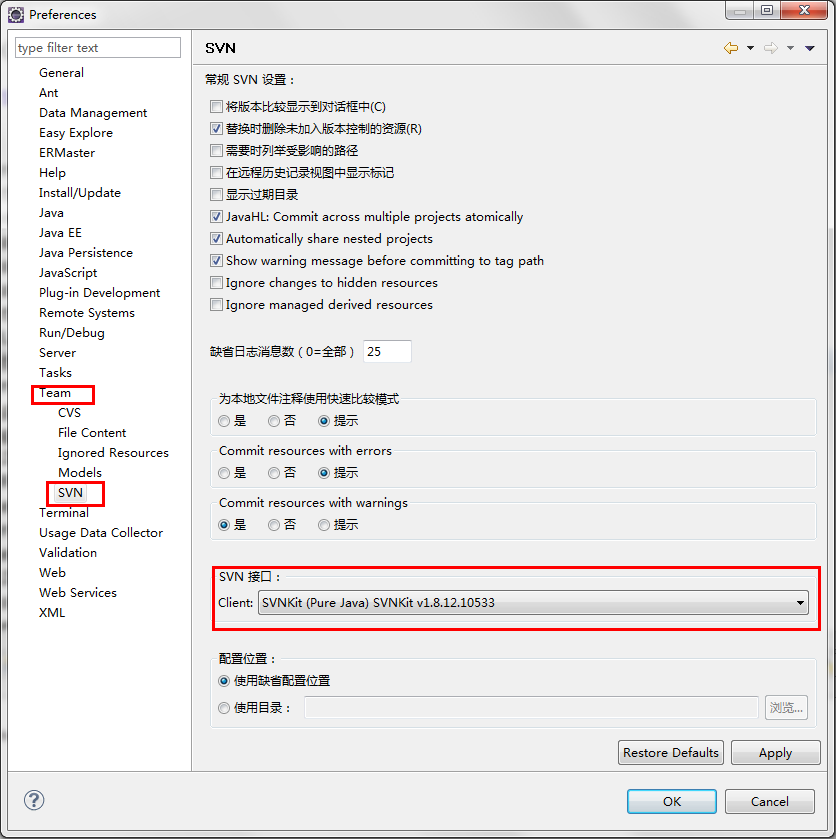 Preferences
type filter text
General
Ant
Data Management
Easy Explore
ERMaster
Help
Install/Update
Java
Java EE
Java Persistence
JavaScript
Plug-in Development
Remote Systems
Run/Debug
Server
Tasks
Team
CVS
File Content
Ignored Resources
Models
SVN
Terminal
Usage Data Collector
Validation
Web
Web Services
XML
SVN
常规 SVN 设置：
将版本比较显示到对话框中(C)
替换时删除未加入版本控制的资源(R)
需要时列举受影响的路径
在远程历史记录视图中显示标记
显示过期目录
JavaHL: Commit across multiple projects atomically
Automatically share nested projects
Show warning message before committing to tag path
Ignore changes to hidden resources
Ignore managed derived resources
缺省日志消息数（0=全部） 25
为本地文件注释使用快速比较模式
是 否 提示
Commit resources with errors
是 否 提示
Commit resources with warnings
是 否 提示
SVN 接口：
Client: SVNKit (Pure Java) SVNKit v1.8.12.10533
配置位置：
使用缺省配置位置
使用目录： 浏览...
Restore Defaults Apply
? OK Cancel